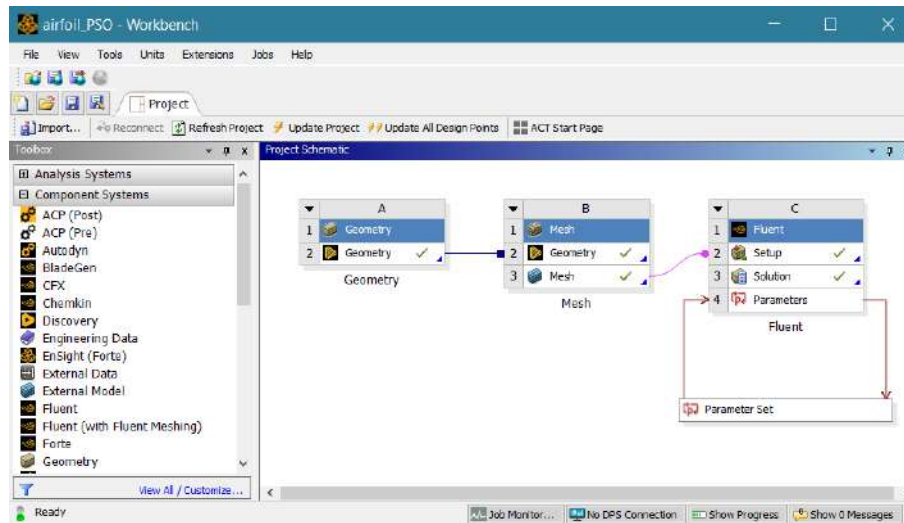 airfoil_PSO - Workbench
File View Tools Units Extensions Jobs Help
Project
Import... Reconnect Refresh Project Update Project Update All Design Points ACT Start Page
Toolbox
Project Schematic
Analysis Systems
Component Systems
ACP (Post)
ACP (Pre)
Autodyn
BladeGen
CFX
Chemkin
Discovery
Engineering Data
EnSight (Forte)
External Data
External Model
Fluent
Fluent (with Fluent Meshing)
Forte
Geometry
View All / Customize...
A
1 Geometry
2 Geometry
Geometry
B
1 Mesh
2 Geometry
3 Mesh
Mesh
C
1 Fluent
2 Setup
3 Solution
4 Parameters
Fluent
Parameter Set
Ready
Job Monitor... No DPS Connection Show Progress Show 0 Messages